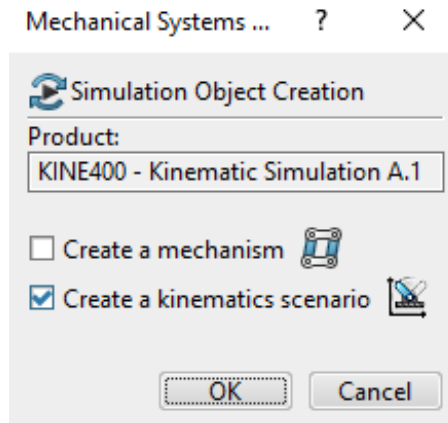 Mechanical Systems ... ?
Simulation Object Creation
Product:
KINE400 - Kinematic Simulation A.1
Create a mechanism
Create a kinematics scenario
OK Cancel